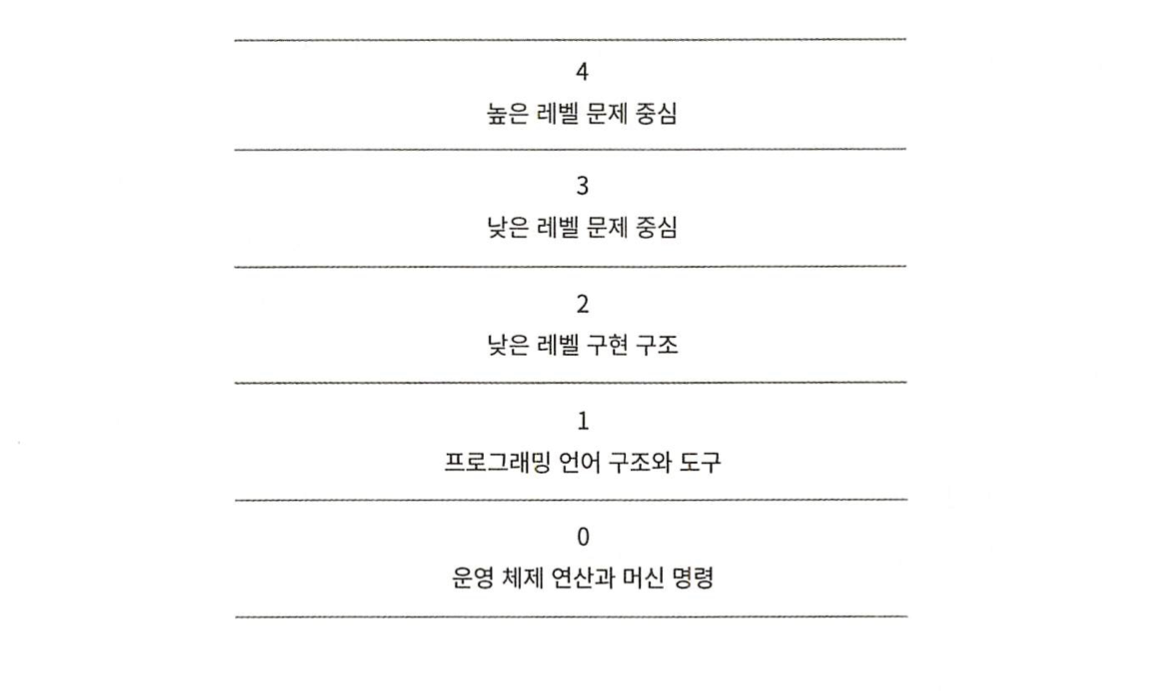 4
높은 레벨 문제 중심
3
낮은 레벨 문제 중심
2
낮은 레벨 구현 구조
1
프로그래밍 언어 구조와 도구
0
운영 체제 연산과 머신 명령